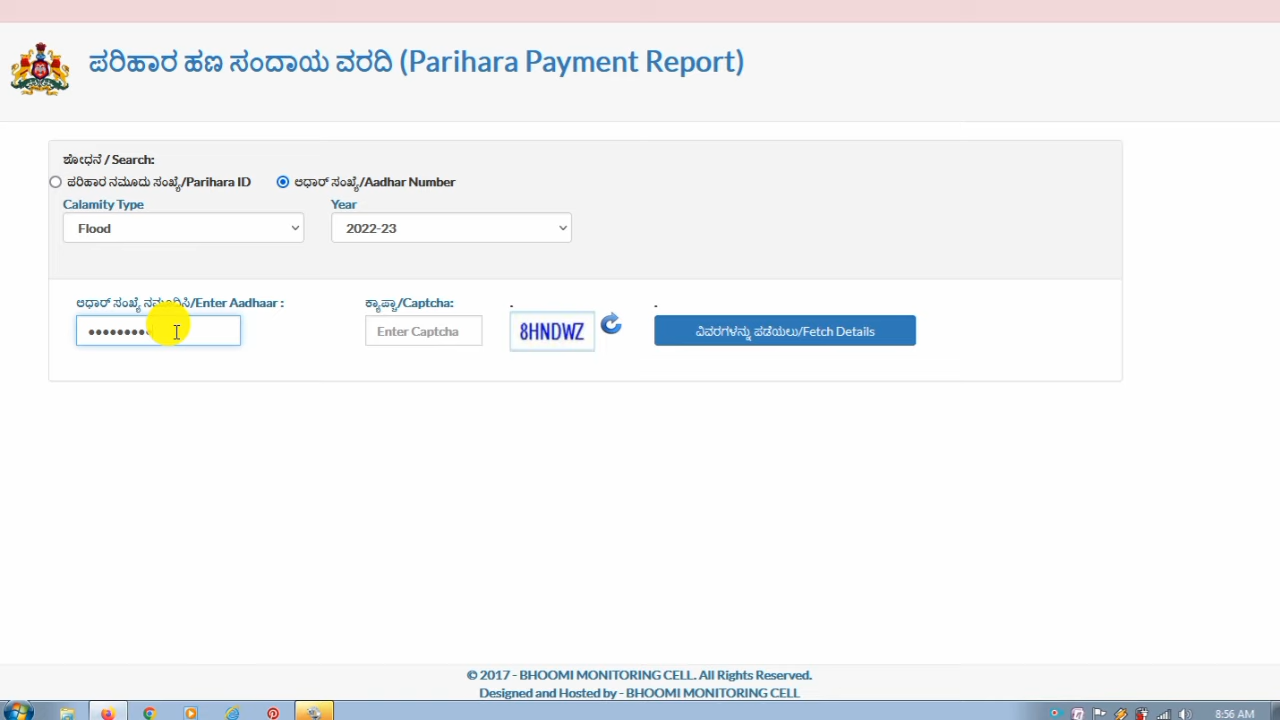 ಪರಿಹಾರ ಹಣ ಸಂದಾಯ ವರದಿ (Parihara Payment Report)
ಶೋಧನೆ / Search:
ಪರಿಹಾರ ನಮೂದು ಸಂಖ್ಯೆ/Parihara ID ಆಧಾರ್ ಸಂಖ್ಯೆ/Aadhar Number
Calamity Type Year
Flood 2022-23
ಆಧಾರ್ ಸಂಖ್ಯೆ ನಮೂದಿಸಿ/Enter Aadhaar : ಕ್ಯಾಪ್ಚಾ/Captcha: . .
Enter Captcha 8HNDWZ ವಿವರಗಳನ್ನು ಪಡೆಯಲು/Fetch Details
© 2017 - BHOOMI MONITORING CELL. All Rights Reserved.
Designed and Hosted by - BHOOMI MONITORING CELL
8:56 AM